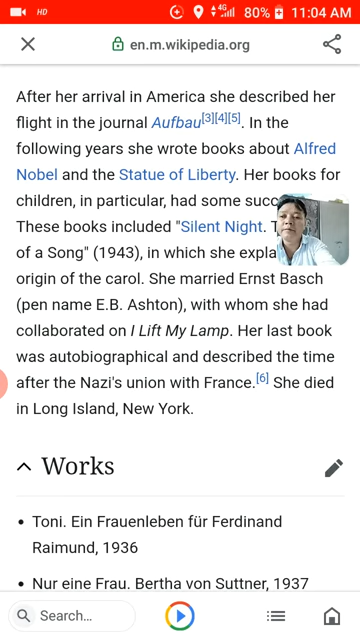 HD 4G 80% 11:04 AM
en.m.wikipedia.org
After her arrival in America she described her
flight in the journal Aufbau[3][4][5]. In the
following years she wrote books about Alfred
Nobel and the Statue of Liberty. Her books for
children, in particular, had some
These books included "Silent Night.
of a Song" (1943), in which she
origin of the carol. She married Ernst Basch
(pen name E.B. Ashton), with whom she had
collaborated on I Lift My Lamp. Her last book
was autobiographical and described the time
after the Nazi's union with France.[6] She died
in Long Island, New York.
Works
• Toni. Ein Frauenleben für Ferdinand
Raimund, 1936
• Nur eine Frau. Bertha von Suttner, 1937
Search...